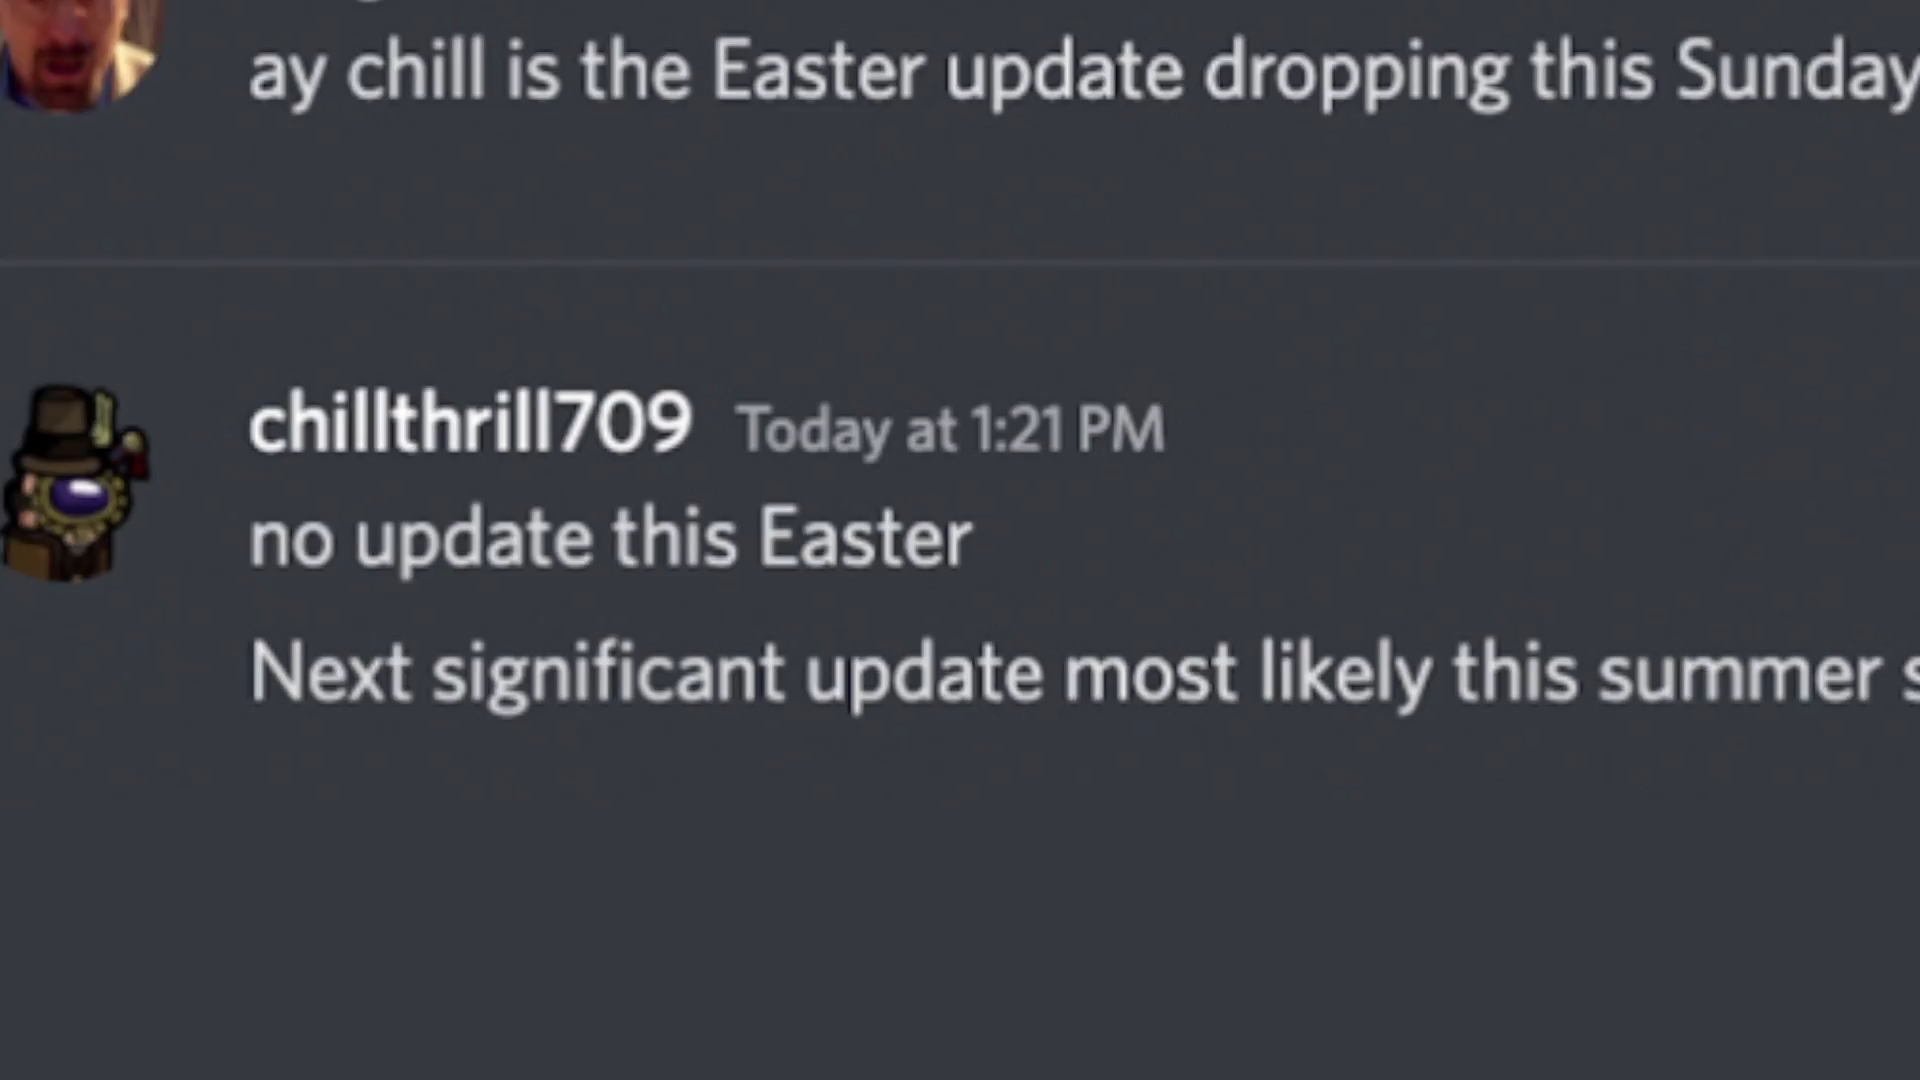 ay chill is the Easter update dropping this Sunday
chillthrill709 Today at 1:21 PM
no update this Easter
Next significant update most likely this summer